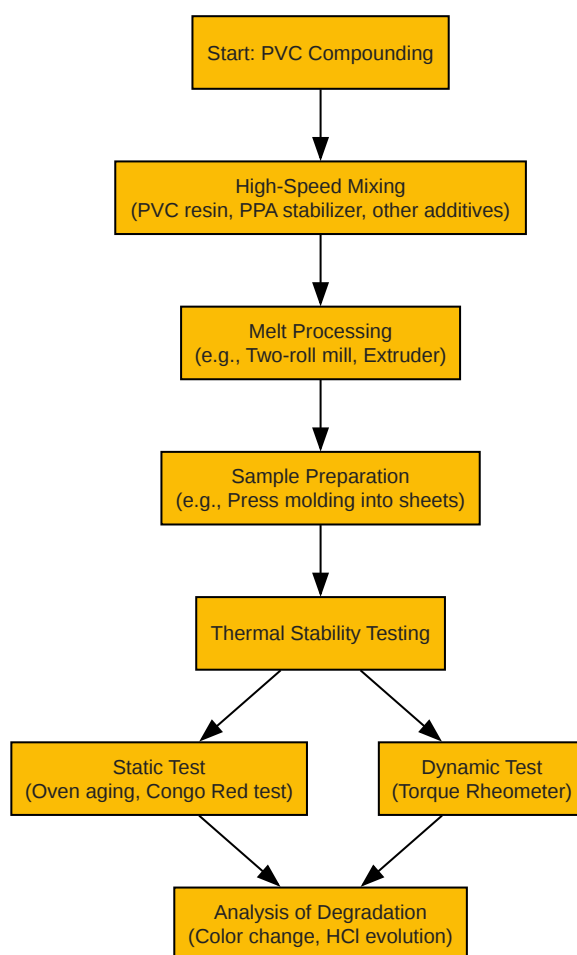 Start: PVC Compounding
High-Speed Mixing
(PVC resin, PPA stabilizer, other additives)
Melt Processing
(e.g., Two-roll mill, Extruder)
Sample Preparation
(e.g., Press molding into sheets)
Thermal Stability Testing
Static Test
(Oven aging, Congo Red test)
Dynamic Test
(Torque Rheometer)
Analysis of Degradation
(Color change, HCl evolution)